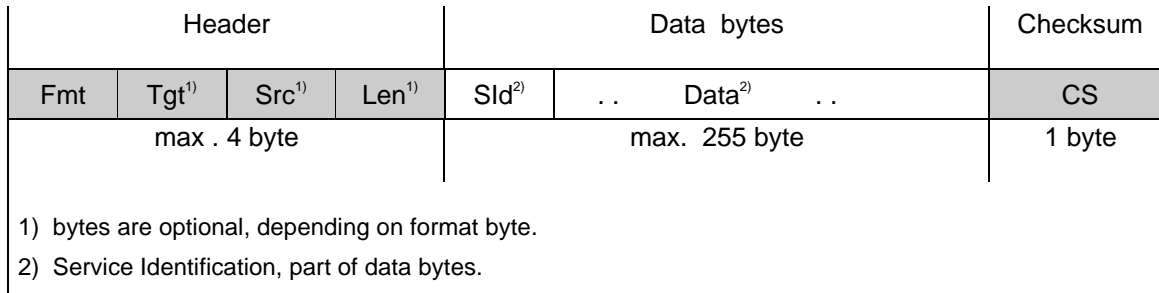 Header Data bytes Checksum
Fmt Tgt1) Src1) Len1) SId2) . . Data2) . . CS
max . 4 byte max. 255 byte 1 byte
1) bytes are optional, depending on format byte.
2) Service Identification, part of data bytes.